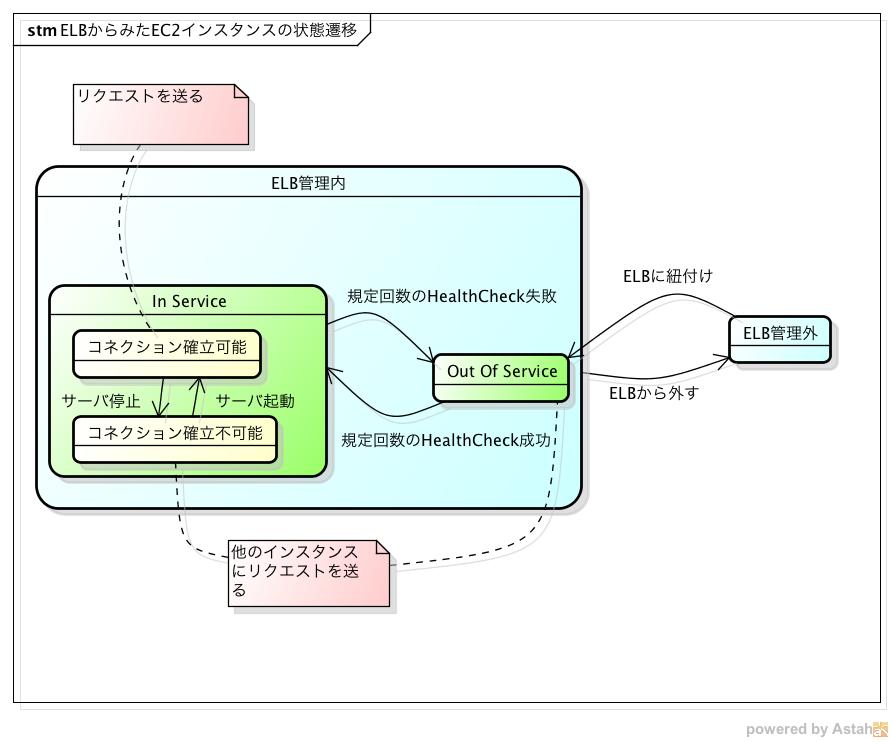 stm ELBからみたEC2インスタンスの状態遷移
リクエストを送る
ELB管理内
ELBに紐付け
In Service
規定回数のHealthCheck失敗
ELB管理外
コネクション確立可能
Out Of Service
ELBから外す
サーバ停止
サーバ起動
コネクション確立不可能
規定回数のHealthCheck成功
他のインスタンス
にリクエストを送
る
powered by Astah